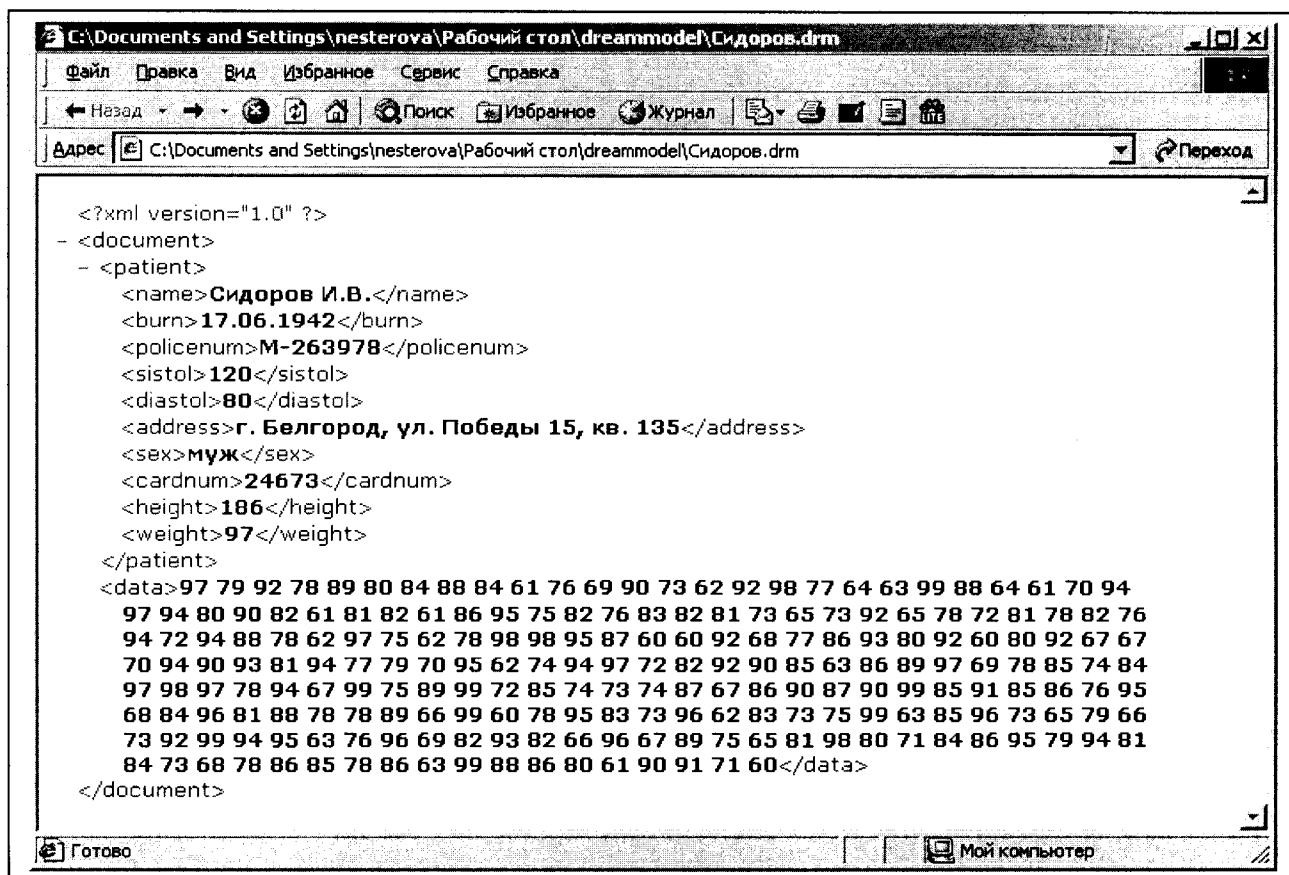 C:\Documents and Settings\nesterova\Рабочий стол\dreammodel\Сидоров.drm
Файл Правка Вид Избранное Сервис Справка
Назад Поиск Избранное Журнал
Адрес C:\Documents and Settings\nesterova\Рабочий стол\dreammodel\Сидоров.drm Переход
<?xml version="1.0" ?>
- <document>
- <patient>
<name>Сидоров И.В.</name>
<burn>17.06.1942</burn>
<policenum>М-263978</policenum>
<sistol>120</sistol>
<diastol>80</diastol>
<address>г. Белгород, ул. Победы 15, кв. 135</address>
<sex>муж</sex>
<cardnum>24673</cardnum>
<height>186</height>
<weight>97</weight>
</patient>
<data>97 79 92 78 89 80 84 88 84 61 76 69 90 73 62 92 98 77 64 63 99 88 64 61 70 94
97 94 80 90 82 61 81 82 61 86 95 75 82 76 83 82 81 73 65 73 92 65 78 72 81 78 82 76
94 72 94 88 78 62 97 75 62 78 98 98 95 87 60 60 92 68 77 86 93 80 92 60 80 92 67 67
70 94 90 93 81 94 77 79 70 95 62 74 94 97 72 82 92 90 85 63 86 89 97 69 78 85 74 84
97 98 97 78 94 67 99 75 89 99 72 85 74 73 74 87 67 86 90 87 90 99 85 91 85 86 76 95
68 84 96 81 88 78 78 89 66 99 60 78 95 83 73 96 62 83 73 75 99 63 85 96 73 65 79 66
73 92 99 94 95 63 76 96 69 82 93 82 66 96 67 89 75 65 81 98 80 71 84 86 95 79 94 81
84 73 68 78 86 85 78 86 63 99 88 86 80 61 90 91 71 60</data>
</document>
Готово Мой компьютер